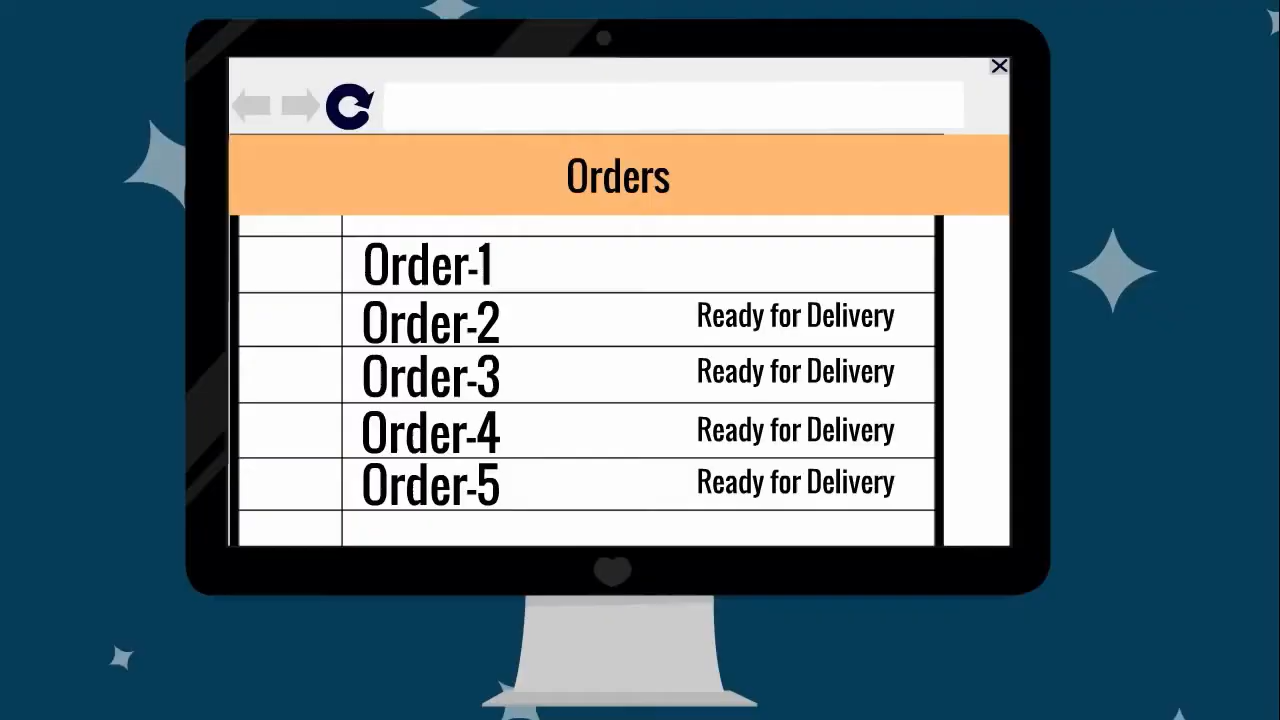 Orders
Order-1
Order-2 Ready for Delivery
Order-3 Ready for Delivery
Order-4 Ready for Delivery
Order-5 Ready for Delivery